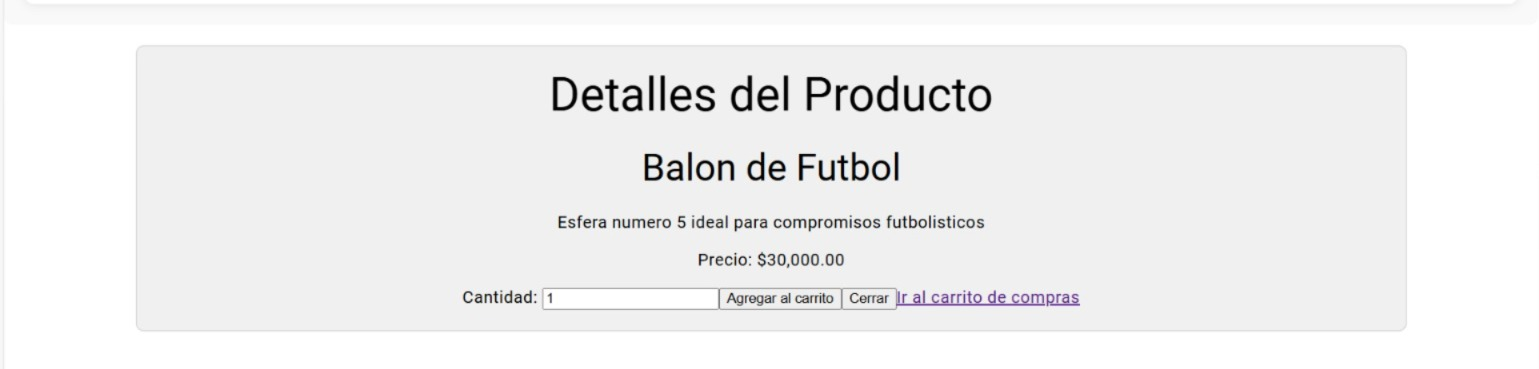 Detalles del Producto
Balon de Futbol
Esfera numero 5 ideal para compromisos futbolisticos
Precio: $30,000.00
Cantidad: 1 Agregar al carrito Cerrar Ir al carrito de compras